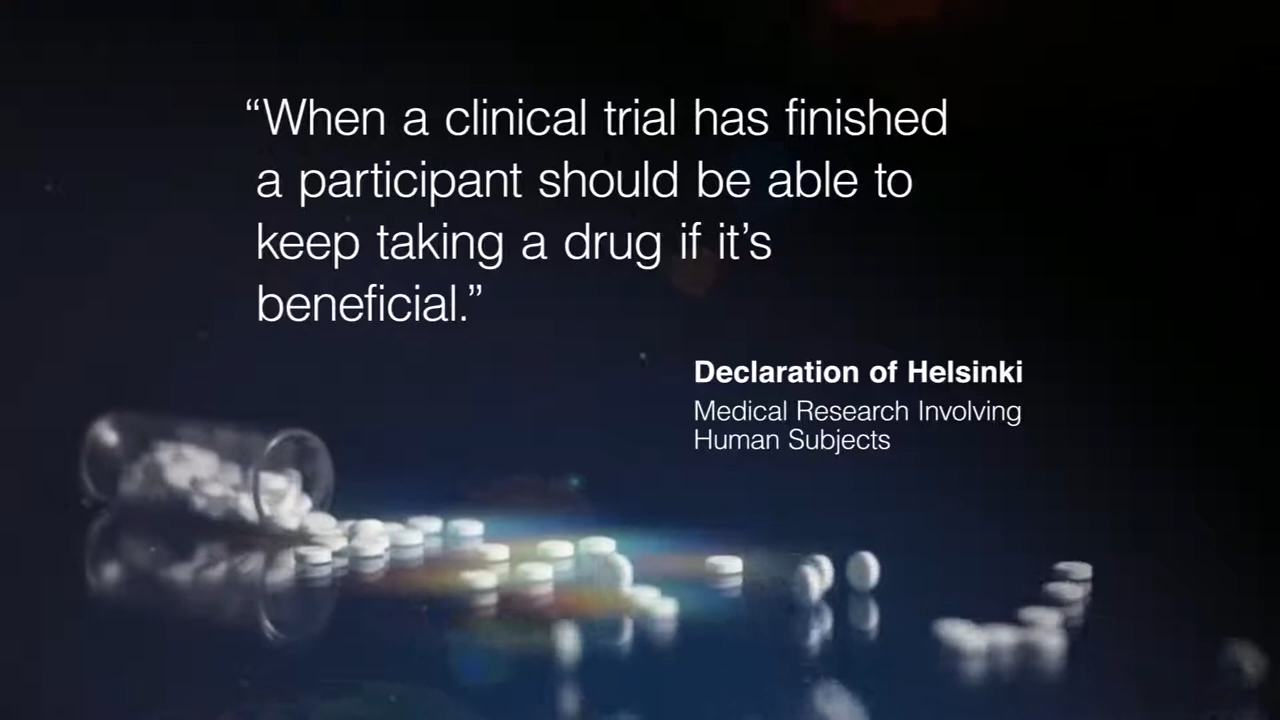 “When a clinical trial has finished
a participant should be able to
keep taking a drug if it’s
beneficial.”
Declaration of Helsinki
Medical Research Involving
Human Subjects